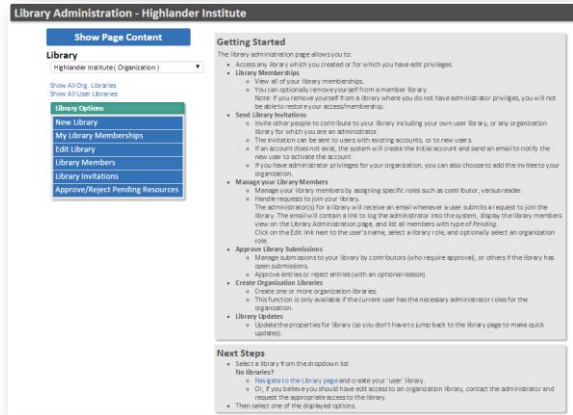 Library Administration - Highlander Institute
Show Page Content
Library
Highlander Institute ( Organization )
Show All Org. Libraries
Show All User Libraries
Library Options
New Library
My Library Memberships
Edit Library
Library Members
Library Invitations
Approve/Reject Pending Resources
Getting Started
The library administration page allows you to:
Access any library which you created or for which you have edit privileges.
Library Memberships
View all of your library memberships.
You can optionally remove yourself from a member library.
Note: if you remove yourself from a library where you do not have administrator priviliges, you will not
be able to restore your access/membership.
Send Library Invitations
Invite other people to contribute to your library including your own user library, or any organization
library for which you are an administrator.
The invitation can be sent to users with existing accounts, or to new users.
If an account does not exist, the system will create the initial account and send an email to notify the
new user to activate the account.
If you have administrator privileges for your organization, you can also choose to add the invitee to your
organization.
Manage your Library Members
Manage your library members by assigning specific roles such as contributor, versus reader.
Handle requests to join your library.
The administrator(s) for a library will receive an email whenever a user submits a request to join the
library. The email will contain a link to log the administrator into the system, display the library members
view on the Library Administration page, and list all members with type of Pending.
Click on the Edit link next to the user's name, select a library role, and optionally select an organization
role.
Approve Library Submissions
Manage submissions to your library by contributors (who require approval), or others if the library has
open submissions.
Approve entries or reject entries (with an optional reason)
Create Organization Libraries
Create one or more organization libraries.
This function is only available if the current user has the necessary administrator roles for the
organization.
Library Updates
Update the properties for library (so you don't have to jump back to the library page to make quick
updates).
Next Steps
Select a library from the dropdown list
No libraries?
Navigate to the Library page and create your 'user' library.
Or, if you believe you should have edit access to an organization library, contact the administrator and
request the appropriate access to the library.
Then select one of the displayed options.